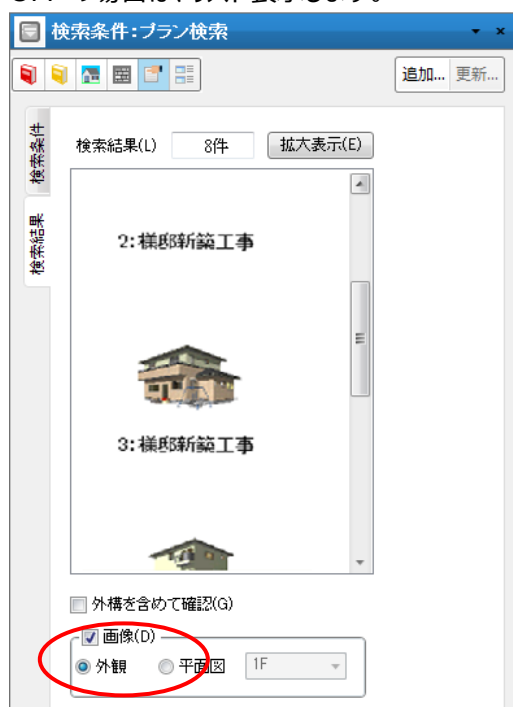 検索条件:プラン検索
追加... 更新...
検索条件
検索結果
検索結果(L) 8件 拡大表示(E)
2:様邸新築工事
3:様邸新築工事
外構を含めて確認(G)
画像(D)
外観 平面図 1F